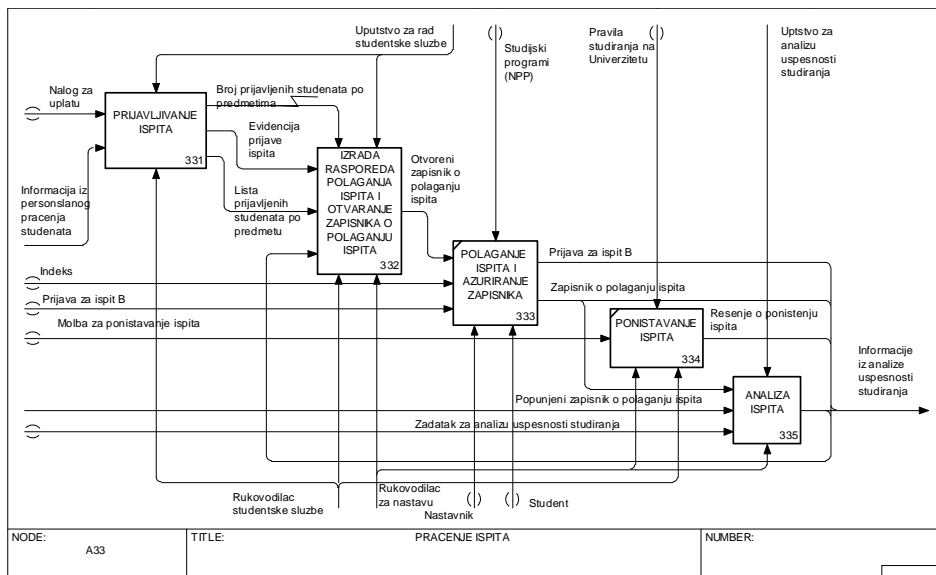 Uputstvo za rad
studentske sluzbe
Studijski
programi
(NPP)
Pravila
studiranja na
Univerzitetu
Uptstvo za
analizu
uspesnosti
studiranja
Nalog za
uplatu
PRIJAVLJIVANJE
ISPITA
331
Broj prijavljenih studenata po
predmetima
Evidencija
prijave
ispita
Lista
prijavljenih
studenata po
predmetu
Informacija iz
personslanog
pracenja
studenata
IZRADA
RASPOREDA
POLAGANJA
ISPITA I
OTVARANJE
ZAPISNIKA O
POLAGANJU
ISPITA
332
Otvoreni
zapisnik o
polaganju
ispita
POLAGANJE
ISPITA I
AZURIRANJE
ZAPISNIKA
333
Prijava za ispit B
Zapisnik o polaganju ispita
Indeks
Prijava za ispit B
Molba za ponistavanje ispita
PONISTAVANJE
ISPITA
334
Resenje o ponistenju
ispita
Informacije
iz analize
uspesnosti
studiranja
Popunjeni zapisnik o polaganju ispita
Zadatak za analizu uspesnosti studiranja
ANALIZA
ISPITA
335
Rukovodilac
studentske sluzbe
Rukovodilac
za nastavu
Nastavnik
Student
NODE:
A33
TITLE:
PRACENJE ISPITA
NUMBER: